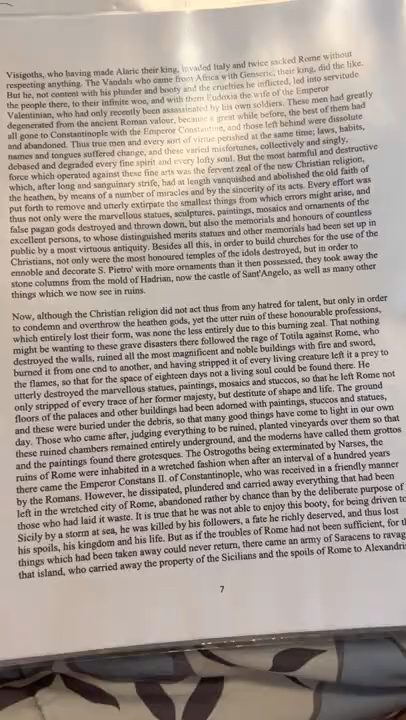 Visigoths, who having made Alaric their king, invaded Italy and twice sacked Rome without
respecting anything. The Vandals who came from Africa with Genseric, their king, did the like.
But he, not content with his plunder and booty and the cruelties he inflicted, led into servitude
the people there, to their infinite woe, and with them Eudoxia the wife of the Emperor
Valentinian, who had only recently been assassinated by his own soldiers. These men had greatly
degenerated from the ancient Roman valour, because a great while before, the best of them had
all gone to Constantinople with the Emperor Constantine, and those left behind were dissolute
and abandoned. Thus true men and every sort of virtue perished at the same time; laws, habits,
names and tongues suffered change, and these varied misfortunes, collectively and singly,
debased and degraded every fine spirit and every lofty soul. But the most harmful and destructive
force which operated against these fine arts was the fervent zeal of the new Christian religion,
which, after long and sanguinary strife, had at length vanquished and abolished the old faith of
the heathen, by means of a number of miracles and by the sincerity of its acts. Every effort was
put forth to remove and utterly extirpate the smallest things from which errors might arise, and
thus not only were the marvellous statues, sculptures, paintings, mosaics and ornaments of the
false pagan gods destroyed and thrown down, but also the memorials and honours of countless
excellent persons, to whose distinguished merits statues and other memorials had been set up in
public by a most virtuous antiquity. Besides all this, in order to build churches for the use of the
Christians, not only were the most honoured temples of the idols destroyed, but in order to
ennoble and decorate S. Pietro' with more ornaments than it then possessed, they took away the
stone columns from the mold of Hadrian, now the castle of Sant'Angelo, as well as many other
things which we now see in ruins.
Now, although the Christian religion did not act thus from any hatred for talent, but only in order
to condemn and overthrow the heathen gods, yet the utter ruin of these honourable professions,
which entirely lost their form, was none the less entirely due to this burning zeal. That nothing
might be wanting to these grave disasters there followed the rage of Totila against Rome, who
destroyed the walls, ruined all the most magnificent and noble buildings with fire and sword,
burned it from one end to another, and having stripped it of every living creature left it a prey to
the flames, so that for the space of eighteen days not a living soul could be found there. He
utterly destroyed the marvellous statues, paintings, mosaics and stuccos, so that he left Rome not
only stripped of every trace of her former majesty, but destitute of shape and life. The ground
floors of the palaces and other buildings had been adorned with paintings, stuccos and statues,
and these were buried under the debris, so that many good things have come to light in our own
day. Those who came after, judging everything to be ruined, planted vineyards over them so that
these ruined chambers remained entirely underground, and the moderns have called them grottos
and the paintings found there grotesques. The Ostrogoths being exterminated by Narses, the
ruins of Rome were inhabited in a wretched fashion when after an interval of a hundred years
there came the Emperor Constans II. of Constantinople, who was received in a friendly manner
by the Romans. However, he dissipated, plundered and carried away everything that had been
left in the wretched city of Rome, abandoned rather by chance than by the deliberate purpose of
those who had laid it waste. It is true that he was not able to enjoy this booty, for being driven to
Sicily by a storm at sea, he was killed by his followers, a fate he richly deserved, and thus lost
his spoils, his kingdom and his life. But as if the troubles of Rome had not been sufficient, for th
things which had been taken away could never return, there came an army of Saracens to ravag
that island, who carried away the property of the Sicilians and the spoils of Rome to Alexandri
7